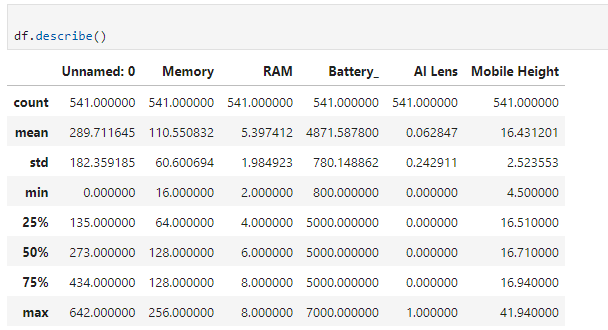 df.describe()
Unnamed: 0 Memory RAM Battery_ AI Lens Mobile Height
count 541.000000 541.000000 541.000000 541.000000 541.000000 541.000000
mean 289.711645 110.550832 5.397412 4871.587800 0.062847 16.431201
std 182.359185 60.600694 1.984923 780.148862 0.242911 2.523553
min 0.000000 16.000000 2.000000 800.000000 0.000000 4.500000
25% 135.000000 64.000000 4.000000 5000.000000 0.000000 16.510000
50% 273.000000 128.000000 6.000000 5000.000000 0.000000 16.710000
75% 434.000000 128.000000 8.000000 5000.000000 0.000000 16.940000
max 642.000000 256.000000 8.000000 7000.000000 1.000000 41.940000